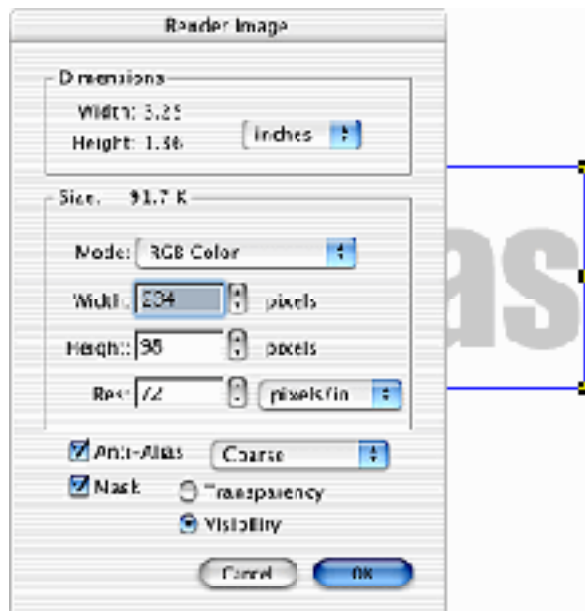 Render Image
Dimensions
Width: 3.25
Height: 1.36
inches
Size: 91.7 K
Mode: RGB Color
Width: 234 pixels
Height: 98 pixels
Res: 72 pixels/in
Anti-Alias Coarse
Mask Transparency
Visibility
Cancel OK
as